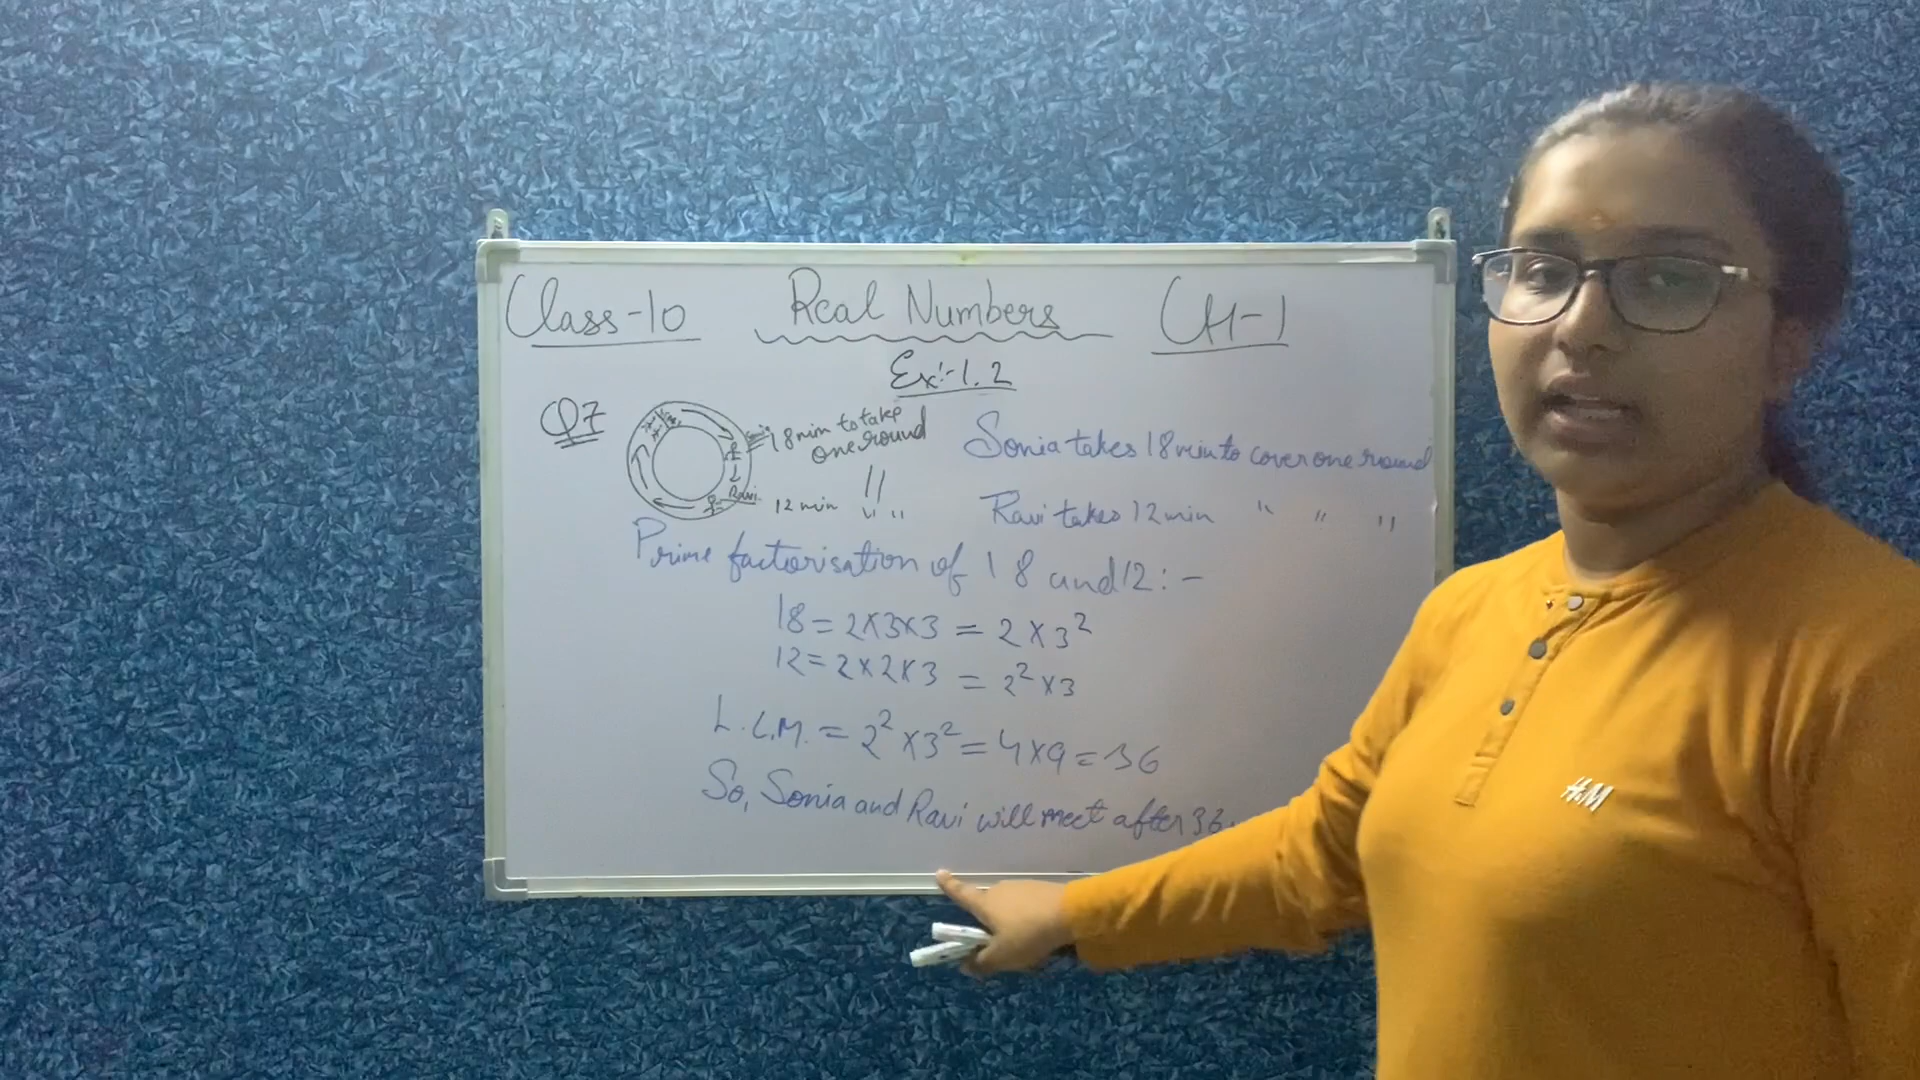 Class-10 Real Numbers CH-1
Ex:-1.2
Q7
18 min to take
one round
Ravi
12 min " "
Sonia takes 18 min to cover one round
Ravi takes 12 min " " "
Prime factorisation of 18 and 12:-
18 = 2×3×3 = 2×3²
12 = 2×2×3 = 2²×3
L.C.M. = 2²×3² = 4×9 = 36
So, Sonia and Ravi will meet after 36
H&M